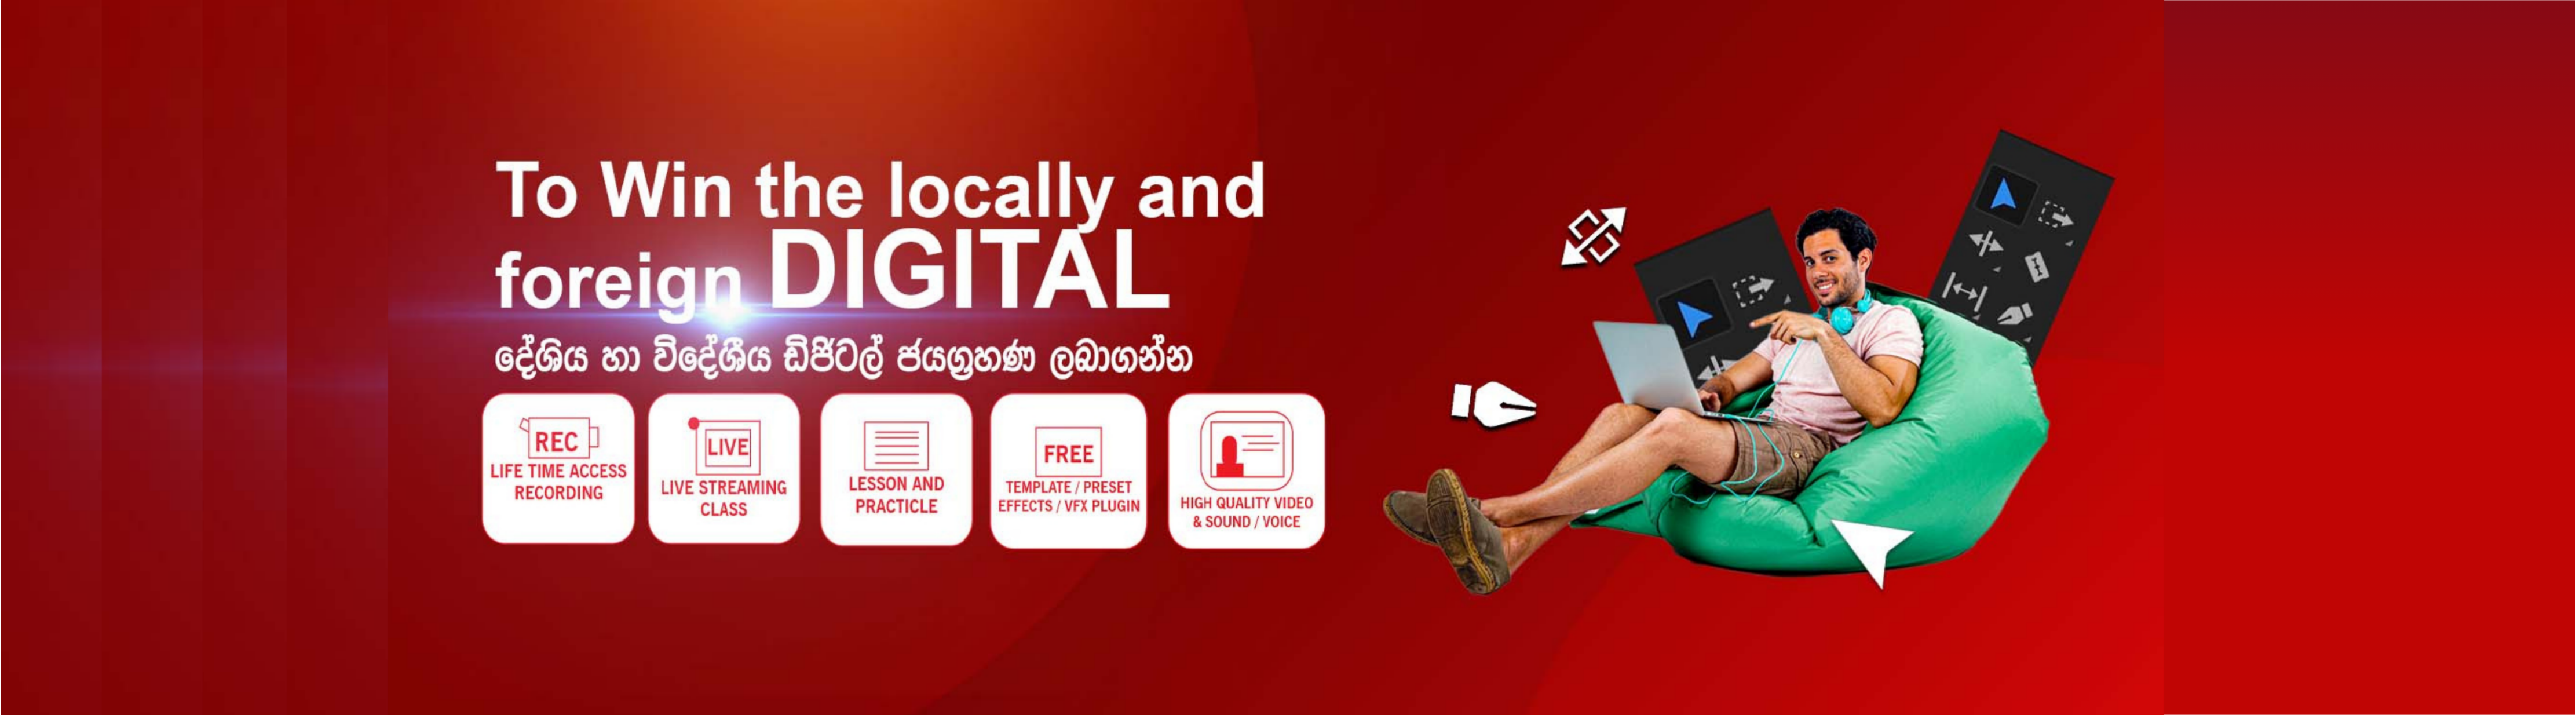 To Win the locally and
foreign DIGITAL
දේශිය හා විදේශීය ඩිජිටල් ජයග්‍රහණ ලබාගන්න
REC
LIFE TIME ACCESS
RECORDING
LIVE
LIVE STREAMING
CLASS
LESSON AND
PRACTICLE
FREE
TEMPLATE / PRESET
EFFECTS / VFX PLUGIN
HIGH QUALITY VIDEO
& SOUND / VOICE